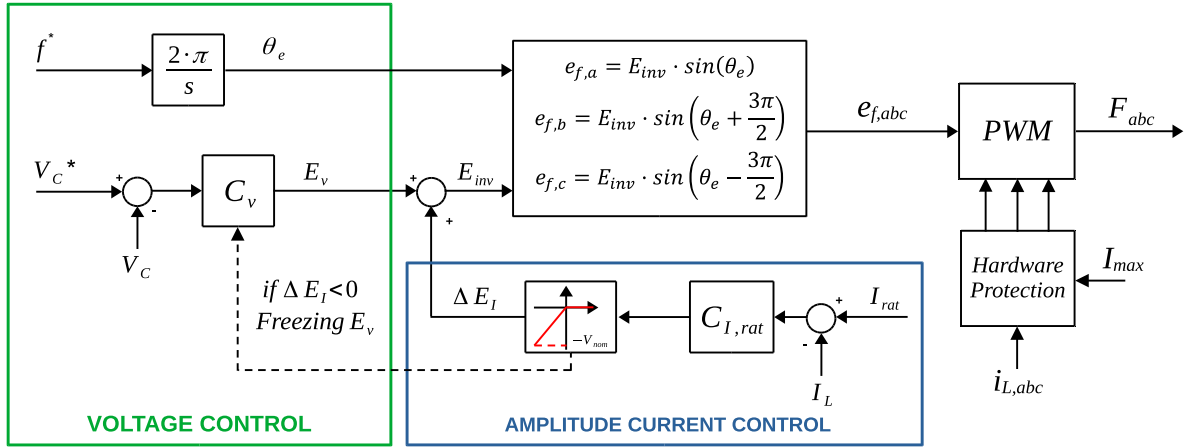 f*
2·π
s
θe
VC*
+
-
VC
Cv
Ev
+
+
Einv
ef,a = Einv · sin(θe)
ef,b = Einv · sin(θe + 3π/2)
ef,c = Einv · sin(θe − 3π/2)
ef,abc
PWM
Fabc
Hardware
Protection
Imax
iL,abc
if Δ EI<0
Freezing Ev
Δ EI
−Vnom
CI,rat
+
-
Irat
IL
VOLTAGE CONTROL
AMPLITUDE CURRENT CONTROL